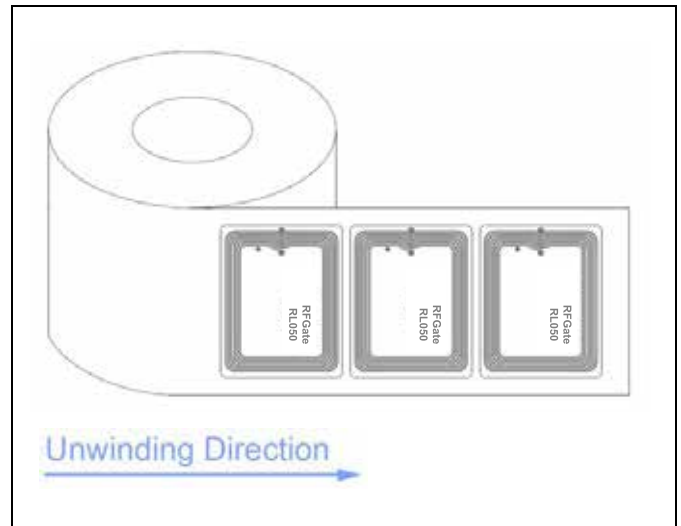 RFGate
RL050
RFGate
RL050
RFGate
RL050
Unwinding Direction